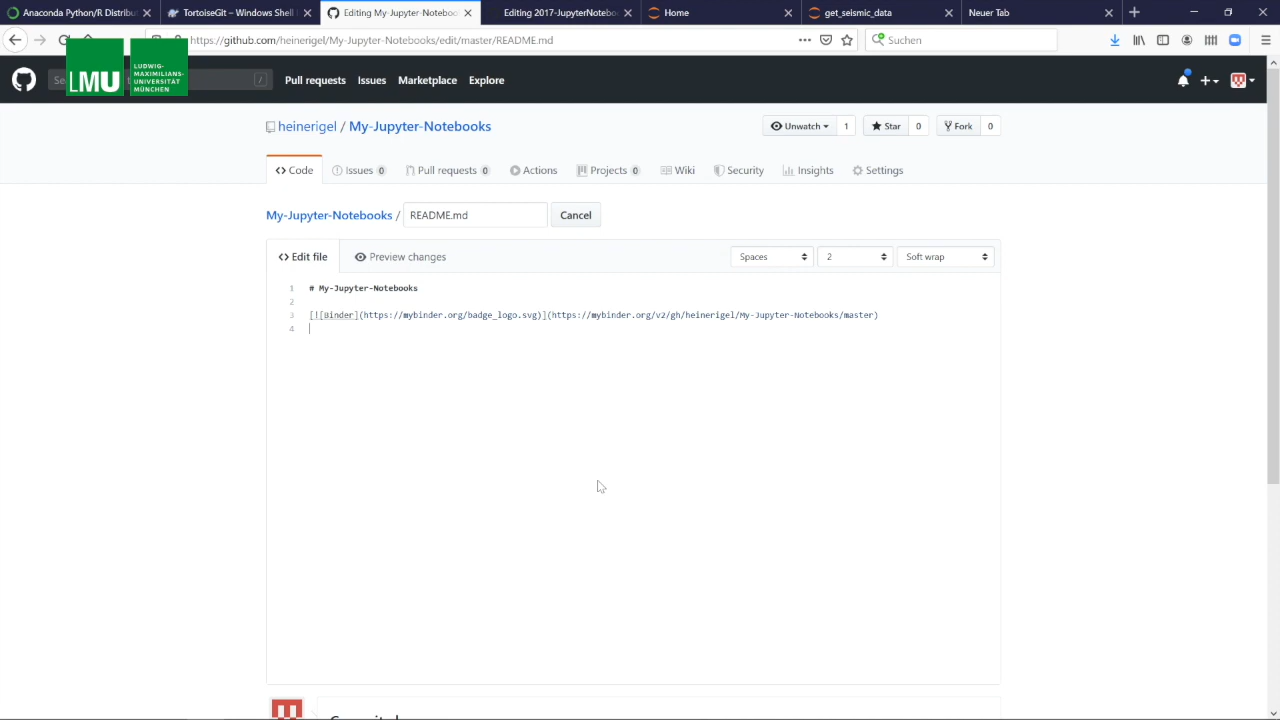 Anaconda Python/R Distribut
TortoiseGit – Windows Shell I
Editing My-Jupyter-Noteboo
Editing 2017-JupyterNoteboo
Home
get_seismic_data
Neuer Tab
https://github.com/heinerigel/My-Jupyter-Notebooks/edit/master/README.md
Suchen
LMU
LUDWIG-
MAXIMILIANS-
UNIVERSITÄT
MÜNCHEN
Se
/
Pull requests
Issues
Marketplace
Explore
heinerigel / My-Jupyter-Notebooks
Unwatch 1
Star 0
Fork 0
Code
Issues 0
Pull requests 0
Actions
Projects 0
Wiki
Security
Insights
Settings
My-Jupyter-Notebooks / README.md Cancel
Edit file
Preview changes
Spaces
2
Soft wrap
1 # My-Jupyter-Notebooks
2
3 [![Binder](https://mybinder.org/badge_logo.svg)](https://mybinder.org/v2/gh/heinerigel/My-Jupyter-Notebooks/master)
4